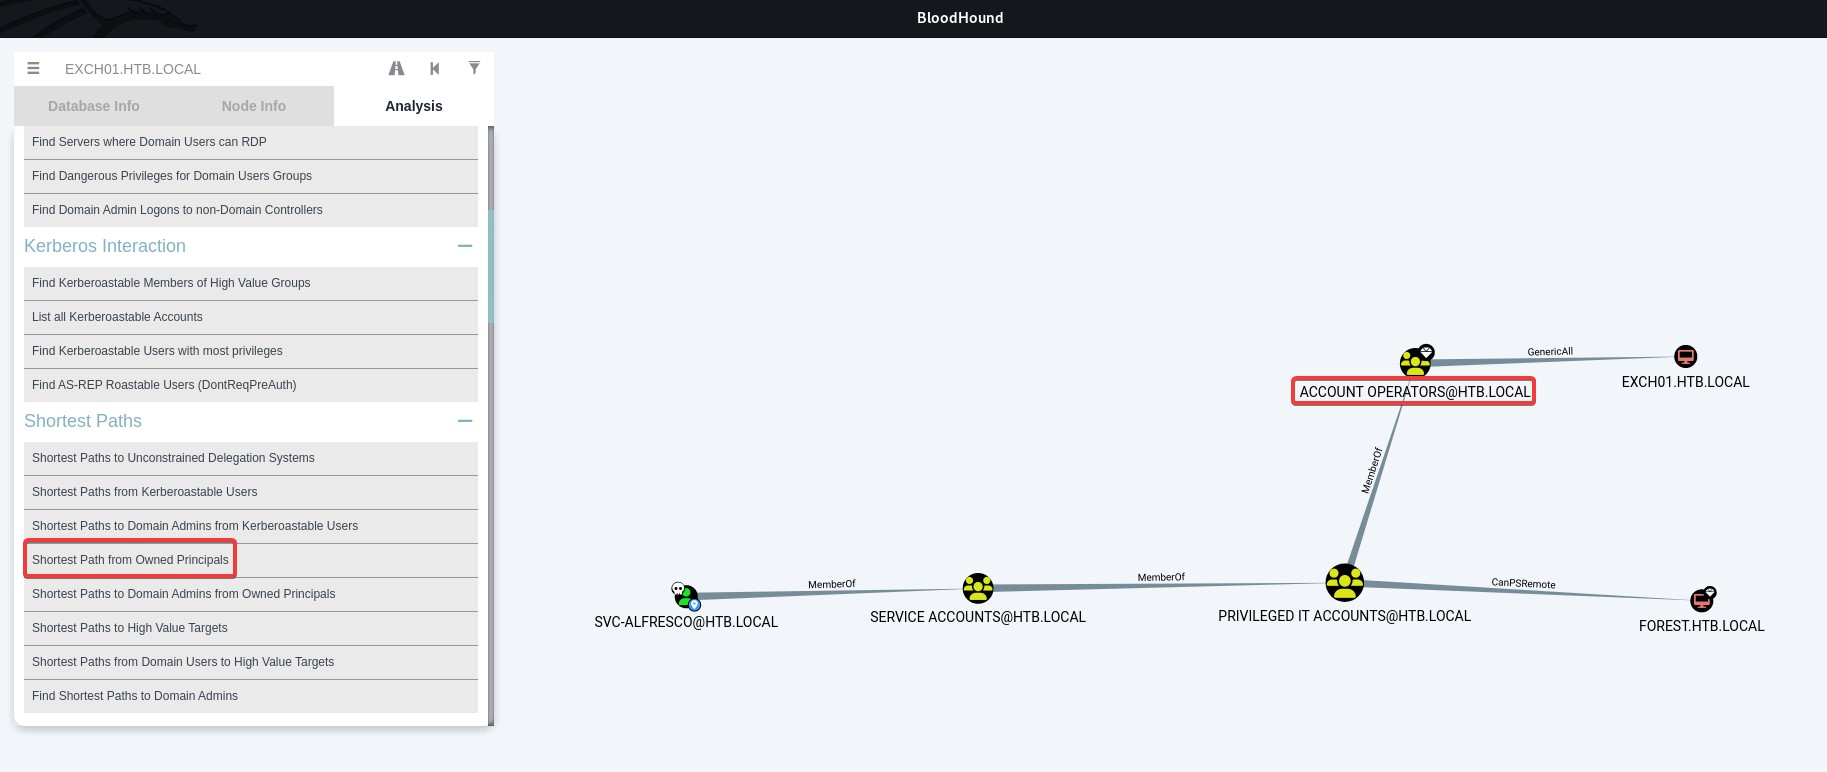 BloodHound
EXCH01.HTB.LOCAL
Database Info
Node Info
Analysis
Find Servers where Domain Users can RDP
Find Dangerous Privileges for Domain Users Groups
Find Domain Admin Logons to non-Domain Controllers
Kerberos Interaction
Find Kerberoastable Members of High Value Groups
List all Kerberoastable Accounts
Find Kerberoastable Users with most privileges
Find AS-REP Roastable Users (DontReqPreAuth)
Shortest Paths
Shortest Paths to Unconstrained Delegation Systems
Shortest Paths from Kerberoastable Users
Shortest Paths to Domain Admins from Kerberoastable Users
Shortest Path from Owned Principals
Shortest Paths to Domain Admins from Owned Principals
Shortest Paths to High Value Targets
Shortest Paths from Domain Users to High Value Targets
Find Shortest Paths to Domain Admins
GenericAll
EXCH01.HTB.LOCAL
ACCOUNT OPERATORS@HTB.LOCAL
MemberOf
MemberOf
MemberOf
CanPSRemote
SVC-ALFRESCO@HTB.LOCAL
SERVICE ACCOUNTS@HTB.LOCAL
PRIVILEGED IT ACCOUNTS@HTB.LOCAL
FOREST.HTB.LOCAL